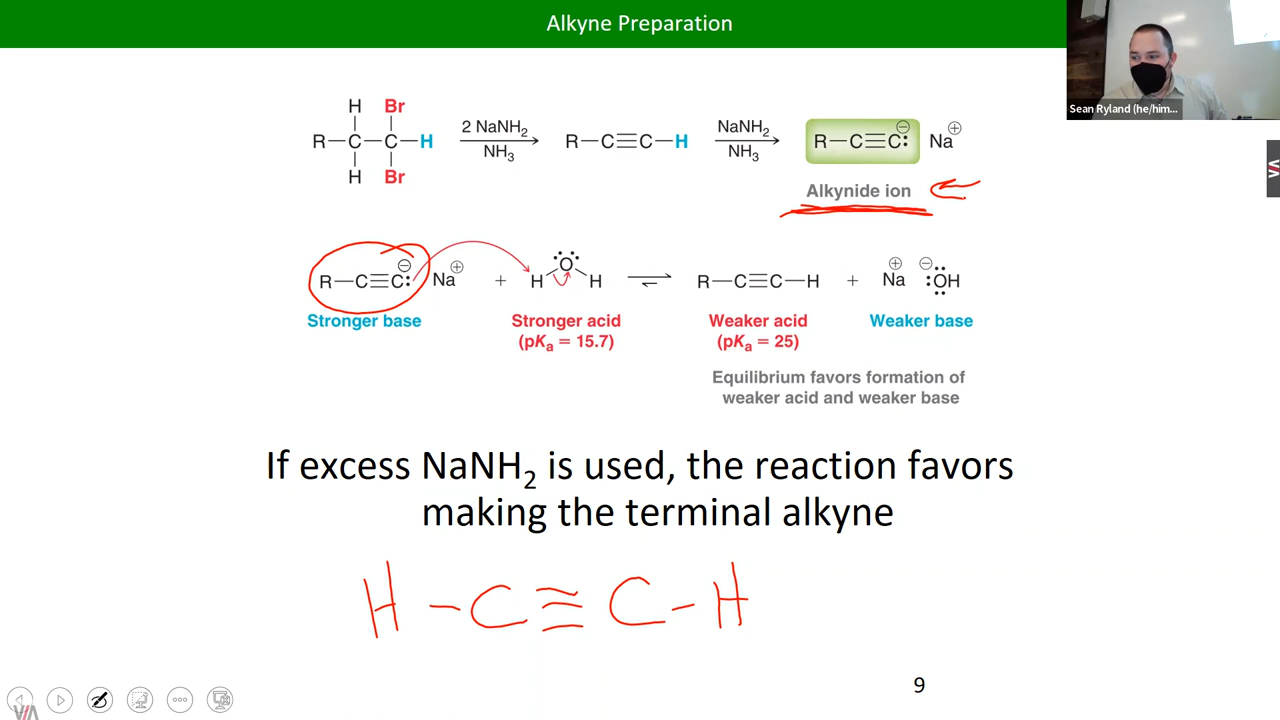 Alkyne Preparation
Sean Ryland (he/him...
H Br
R—C—C—H
H Br
2 NaNH2
NH3
R—C≡C—H
NaNH2
NH3
R—C≡C:⊖ Na⊕
Alkynide ion
R—C≡C:⊖ Na⊕ + H Ö H ⇌ R—C≡C—H + Na⊕ ⊖:ÖH
Stronger base Stronger acid Weaker acid Weaker base
(pKa = 15.7) (pKa = 25)
Equilibrium favors formation of
weaker acid and weaker base
If excess NaNH2 is used, the reaction favors
making the terminal alkyne
H-C≡C-H
9